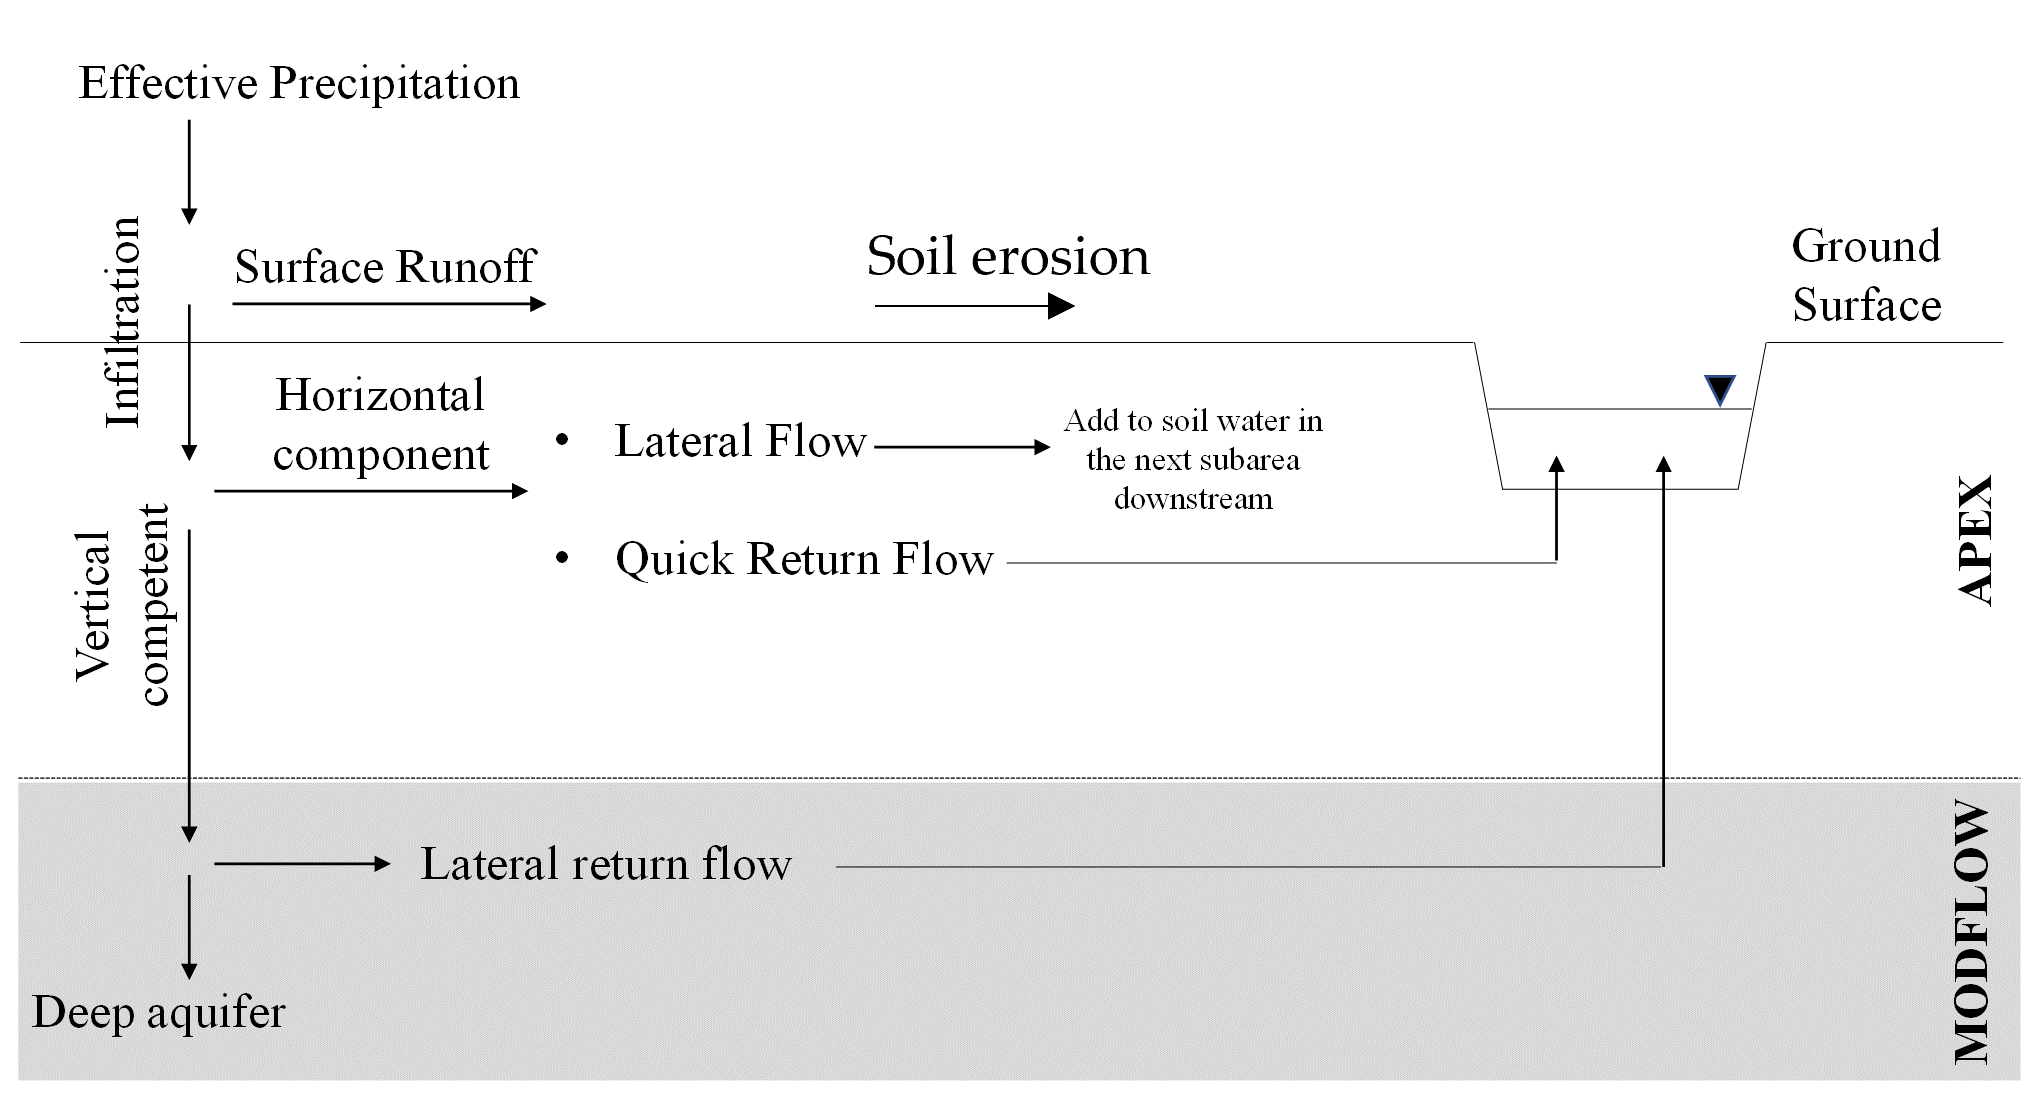 Effective Precipitation
Infiltration
Surface Runoff
Soil erosion
Ground
Surface
Horizontal
component
• Lateral Flow
Add to soil water in
the next subarea
downstream
• Quick Return Flow
Vertical
competent
APEX
Lateral return flow
Deep aquifer
MODFLOW